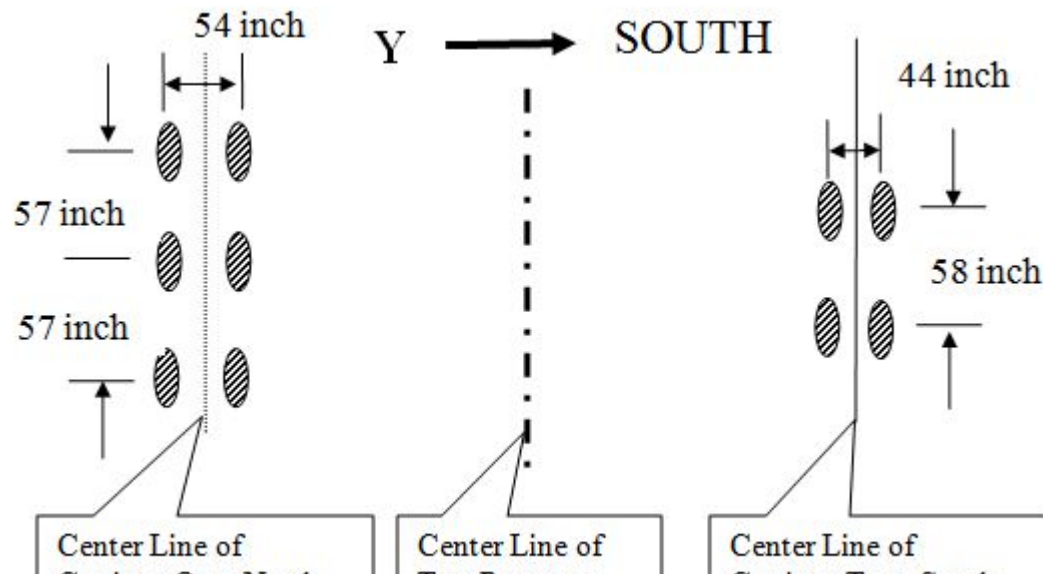 54 inch
Y
SOUTH
44 inch
57 inch
58 inch
57 inch
Center Line of
Center Line of
Center Line of